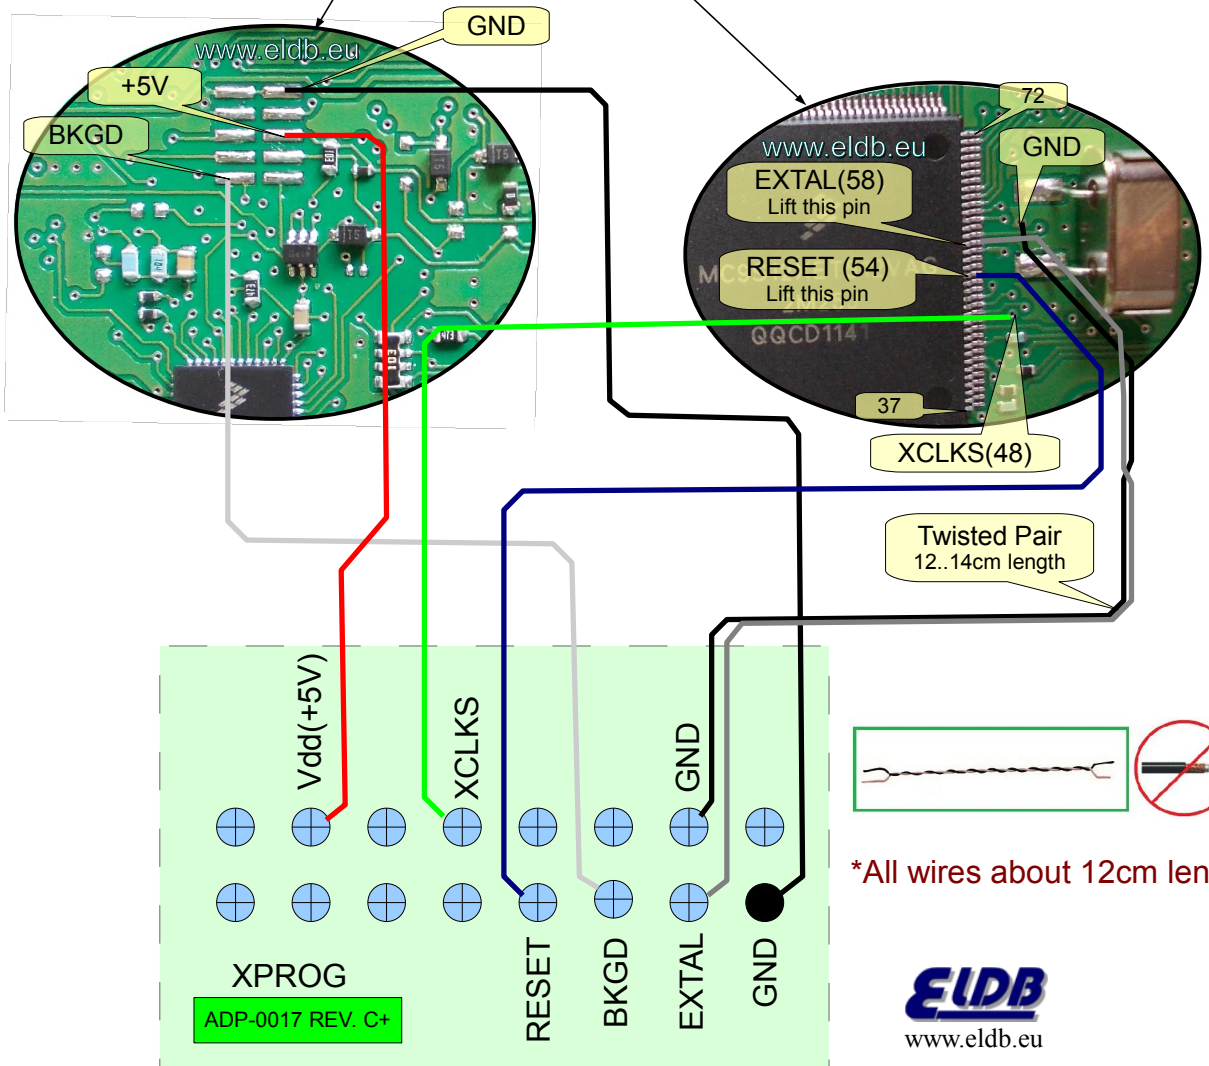 GND
www.eldb.eu
+5V
BKGD
72
www.eldb.eu
GND
EXTAL(58)
Lift this pin
RESET (54)
Lift this pin
QQCD114
37
XCLKS(48)
Twisted Pair
12..14cm length
Vdd(+5V)
XCLKS
GND
*All wires about 12cm len
RESET
BKGD
EXTAL
GND
XPROG
ADP-0017 REV. C+
ELDB
www.eldb.eu